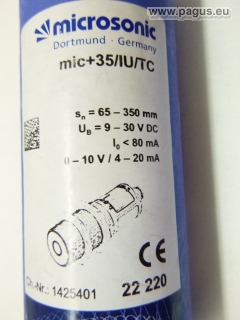 © www.pagus.eu
microsonic
Dortmund · Germany
mic+35/IU/TC
sn = 65 – 350 mm
UB = 9 – 30 V DC
I0 < 80 mA
0 – 10 V / 4 – 20 mA
CE
-Nr.: 1425401
22 220